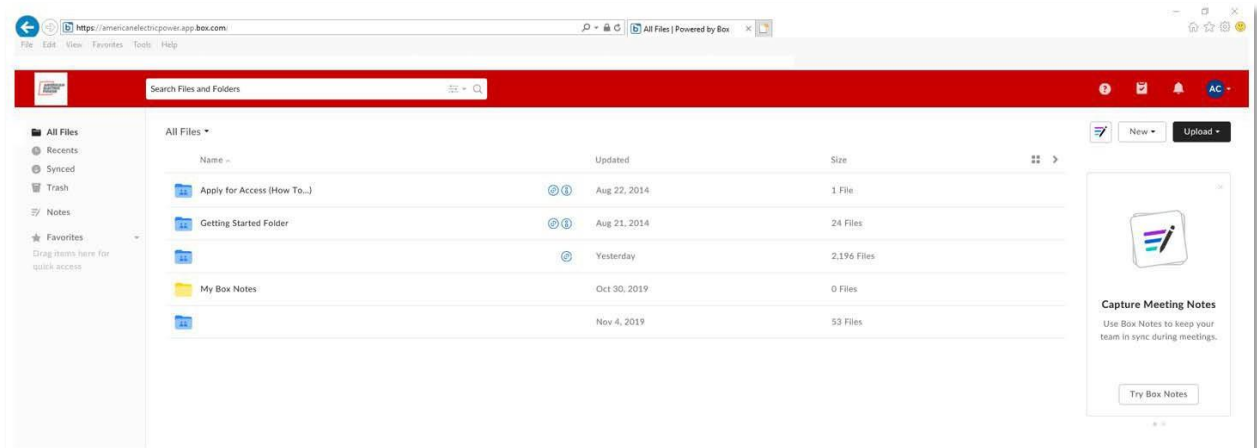 https://americanelectricpower.app.box.com/
All Files | Powered by Box
File Edit View Favorites Tools Help
AMERICAN
ELECTRIC
POWER
Search Files and Folders
AC
All Files
Recents
Synced
Trash
Notes
Favorites
Drag items here for
quick access
All Files
New
Upload
Name
Updated
Size
Apply for Access (How To...)
Aug 22, 2014
1 File
Getting Started Folder
Aug 21, 2014
24 Files
Yesterday
2,196 Files
My Box Notes
Oct 30, 2019
0 Files
Nov 4, 2019
53 Files
Capture Meeting Notes
Use Box Notes to keep your
team in sync during meetings.
Try Box Notes